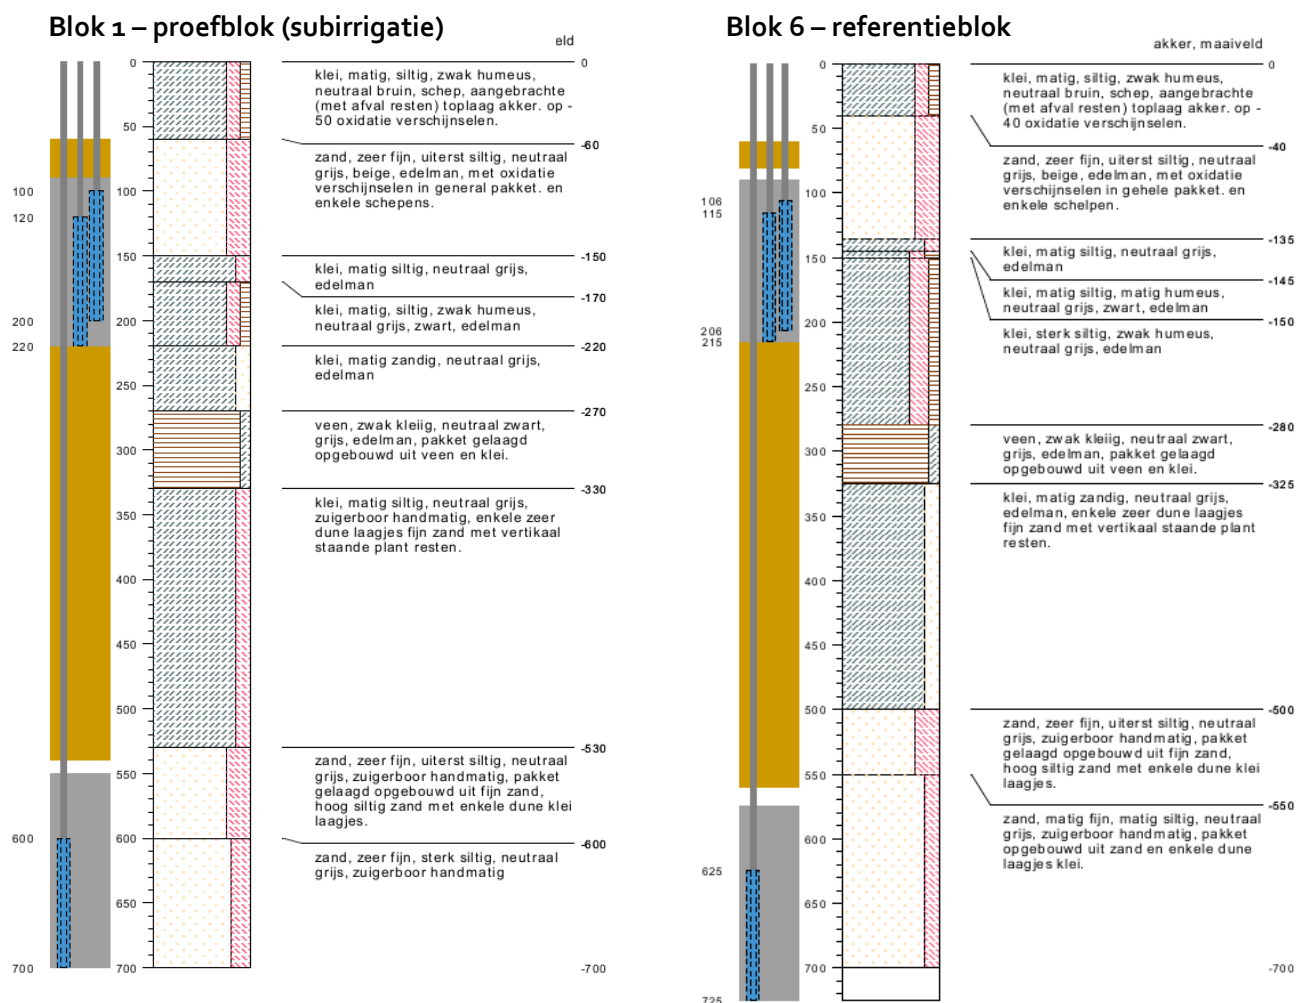 Blok 1 – proefblok (subirrigatie)
eld
0
0
klei, matig, siltig, zwak humeus,
neutraal bruin, schep, aangebrachte
(met afval resten) toplaag akker. op -
50 oxidatie verschijnselen.
50
-60
zand, zeer fijn, uiterst siltig, neutraal
grijs, beige, edelman, met oxidatie
verschijnselen in general pakket. en
enkele schepens.
100
100
120
150
-150
klei, matig siltig, neutraal grijs,
edelman
-170
klei, matig, siltig, zwak humeus,
neutraal grijs, zwart, edelman
200
200
220
-220
klei, matig zandig, neutraal grijs,
edelman
250
-270
veen, zwak kleiig, neutraal zwart,
grijs, edelman, pakket gelaagd
opgebouwd uit veen en klei.
300
-330
klei, matig siltig, neutraal grijs,
zuigerboor handmatig, enkele zeer
dune laagjes fijn zand met vertikaal
staande plant resten.
350
400
450
500
-530
zand, zeer fijn, uiterst siltig, neutraal
grijs, zuigerboor handmatig, pakket
gelaagd opgebouwd uit fijn zand,
hoog siltig zand met enkele dune klei
laagjes.
550
600
600
-600
zand, zeer fijn, sterk siltig, neutraal
grijs, zuigerboor handmatig
650
700
700
-700
Blok 6 – referentieblok
akker, maaiveld
0
0
klei, matig, siltig, zwak humeus,
neutraal bruin, schep, aangebrachte
(met afval resten) toplaag akker. op -
40 oxidatie verschijnselen.
50
-40
zand, zeer fijn, uiterst siltig, neutraal
grijs, beige, edelman, met oxidatie
verschijnselen in gehele pakket. en
enkele schelpen.
100
106
115
-135
klei, matig siltig, neutraal grijs,
edelman
150
-145
klei, matig siltig, matig humeus,
neutraal grijs, zwart, edelman
-150
klei, sterk siltig, zwak humeus,
neutraal grijs, edelman
200
206
215
250
-280
veen, zwak kleiig, neutraal zwart,
grijs, edelman, pakket gelaagd
opgebouwd uit veen en klei.
300
-325
klei, matig zandig, neutraal grijs,
edelman, enkele zeer dune laagjes
fijn zand met vertikaal staande plant
resten.
350
400
450
500
-500
zand, zeer fijn, uiterst siltig, neutraal
grijs, zuigerboor handmatig, pakket
gelaagd opgebouwd uit fijn zand,
hoog siltig zand met enkele dune klei
laagjes.
550
-550
zand, matig fijn, matig siltig, neutraal
grijs, zuigerboor handmatig, pakket
opgebouwd uit zand en enkele dune
laagjes klei.
600
625
650
700
-700
725